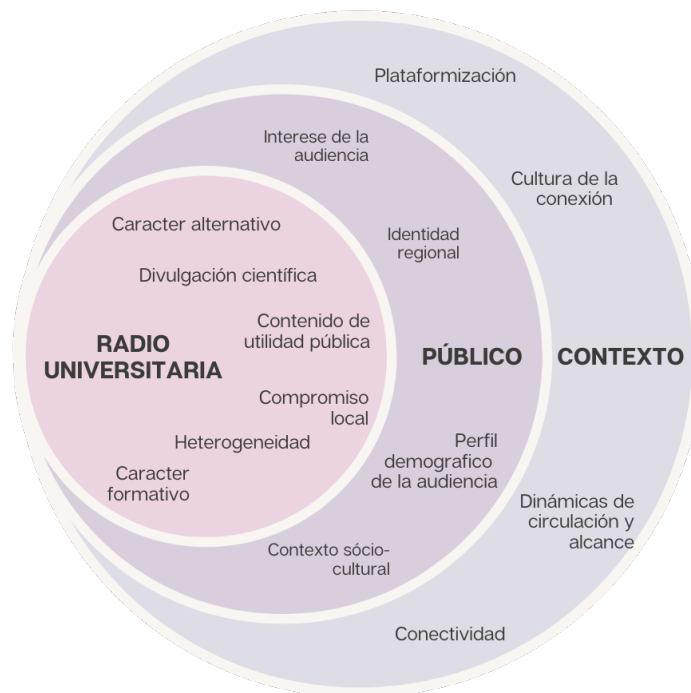 Plataformización
Interese de la
audiencia
Cultura de la
conexión
Caracter alternativo
Identidad
regional
Divulgación científica
Contenido de
utilidad pública
RADIO
UNIVERSITARIA
PÚBLICO
CONTEXTO
Compromiso
local
Heterogeneidad
Perfil
demografico
de la audiencia
Caracter
formativo
Dinámicas de
circulación y
alcance
Contexto sócio-
cultural
Conectividad